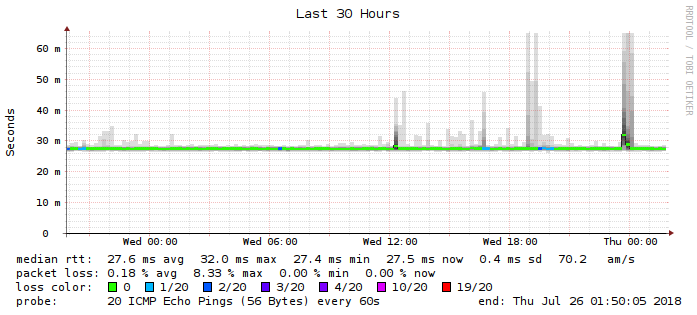 Last 30 Hours
RRDTOOL / TOBI OETIKER
Seconds
60 m
50 m
40 m
30 m
20 m
10 m
0
Wed 00:00 Wed 06:00 Wed 12:00 Wed 18:00 Thu 00:00
median rtt: 27.6 ms avg 32.0 ms max 27.4 ms min 27.5 ms now 0.4 ms sd 70.2 am/s
packet loss: 0.18 % avg 8.33 % max 0.00 % min 0.00 % now
loss color: 0 1/20 2/20 3/20 4/20 10/20 19/20
probe: 20 ICMP Echo Pings (56 Bytes) every 60s end: Thu Jul 26 01:50:05 2018